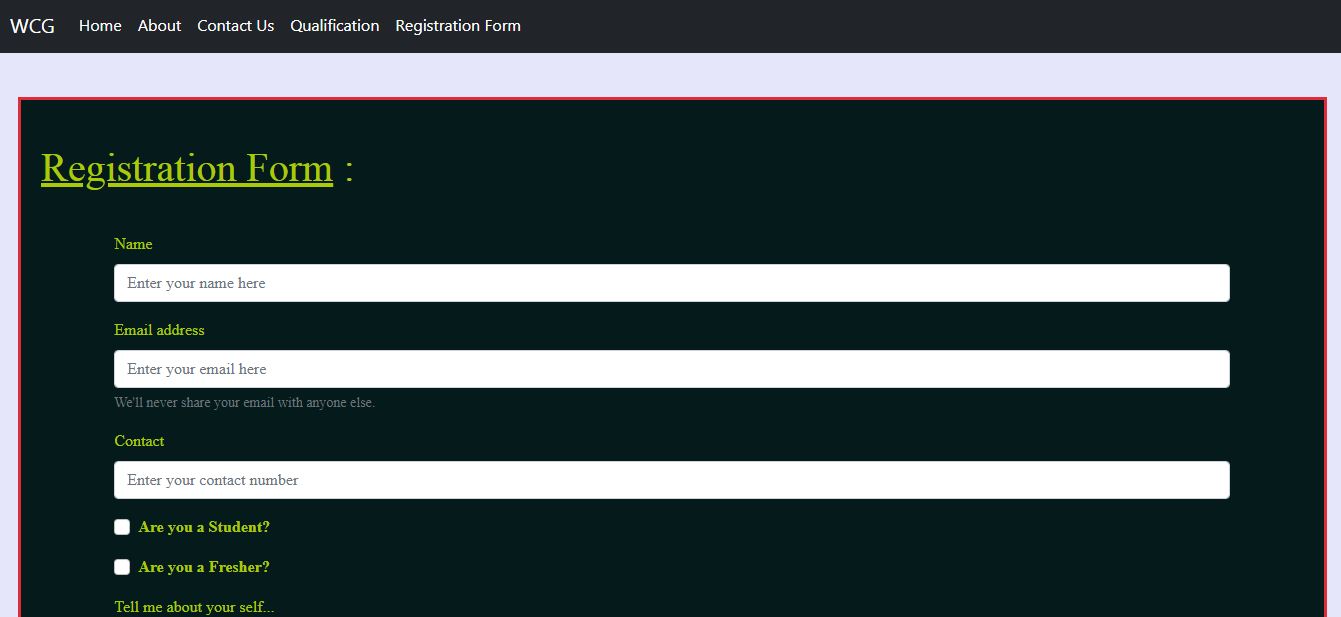 WCG Home About Contact Us Qualification Registration Form
Registration Form :
Name
Enter your name here
Email address
Enter your email here
We'll never share your email with anyone else.
Contact
Enter your contact number
Are you a Student?
Are you a Fresher?
Tell me about your self...